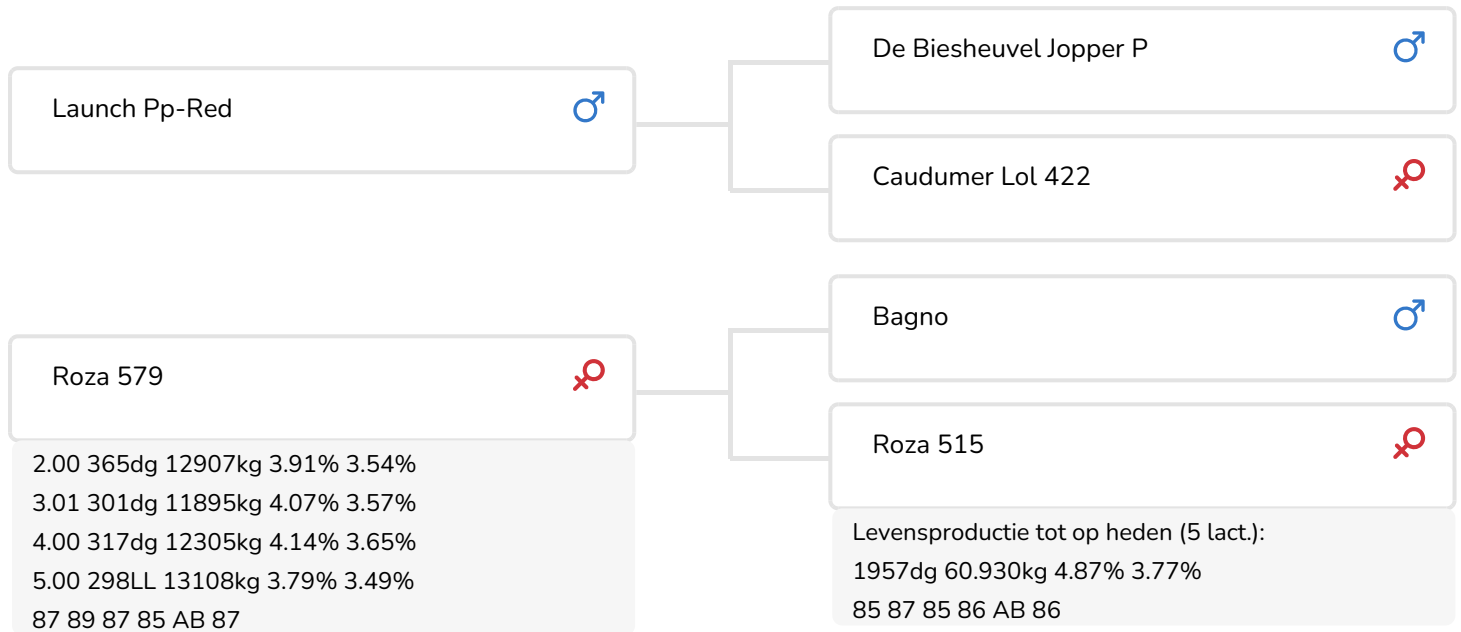 De Biesheuvel Jopper P
Launch Pp-Red
Caudumer Lol 422
Bagno
Roza 579
Roza 515
2.00 365dg 12907kg 3.91% 3.54%
3.01 301dg 11895kg 4.07% 3.57%
4.00 317dg 12305kg 4.14% 3.65%
5.00 298LL 13108kg 3.79% 3.49%
87 89 87 85 AB 87
Levensproductie tot op heden (5 lact.):
1957dg 60.930kg 4.87% 3.77%
85 87 85 86 AB 86